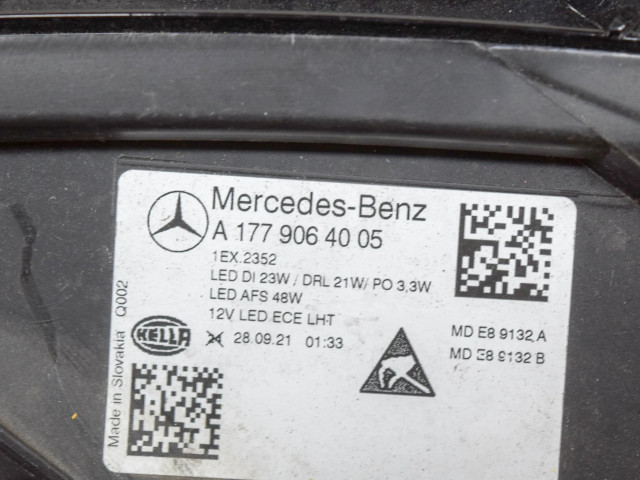 Mercedes-Benz
A 177 906 40 05
1EX.2352
LED DI 23W / DRL 21W/ PO 3,3W
LED AFS 48W
12V LED ECE LHT
HELLA
24 28.09.21 01:33
MD E8 9132 A
MD E8 9132 B
Made in Slovakia Q002